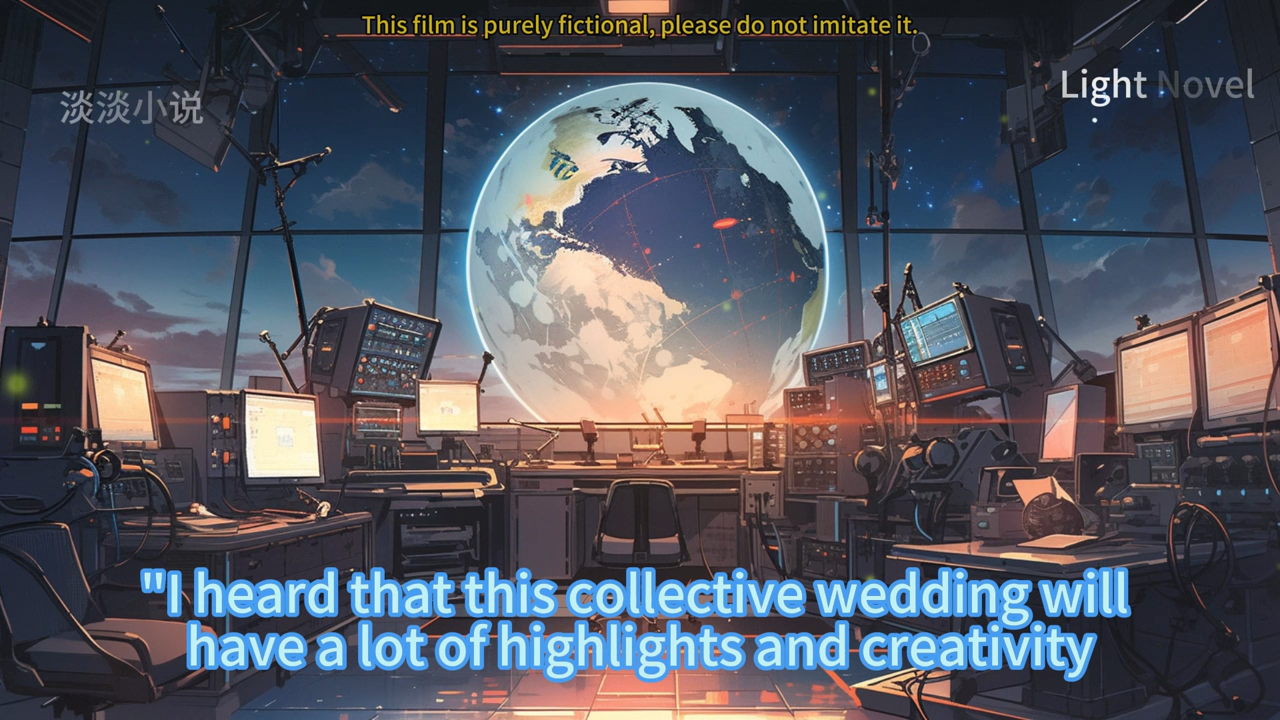 This film is purely fictional, please do not imitate it.
淡淡小说
Light Novel
"I heard that this collective wedding will
have a lot of highlights and creativity